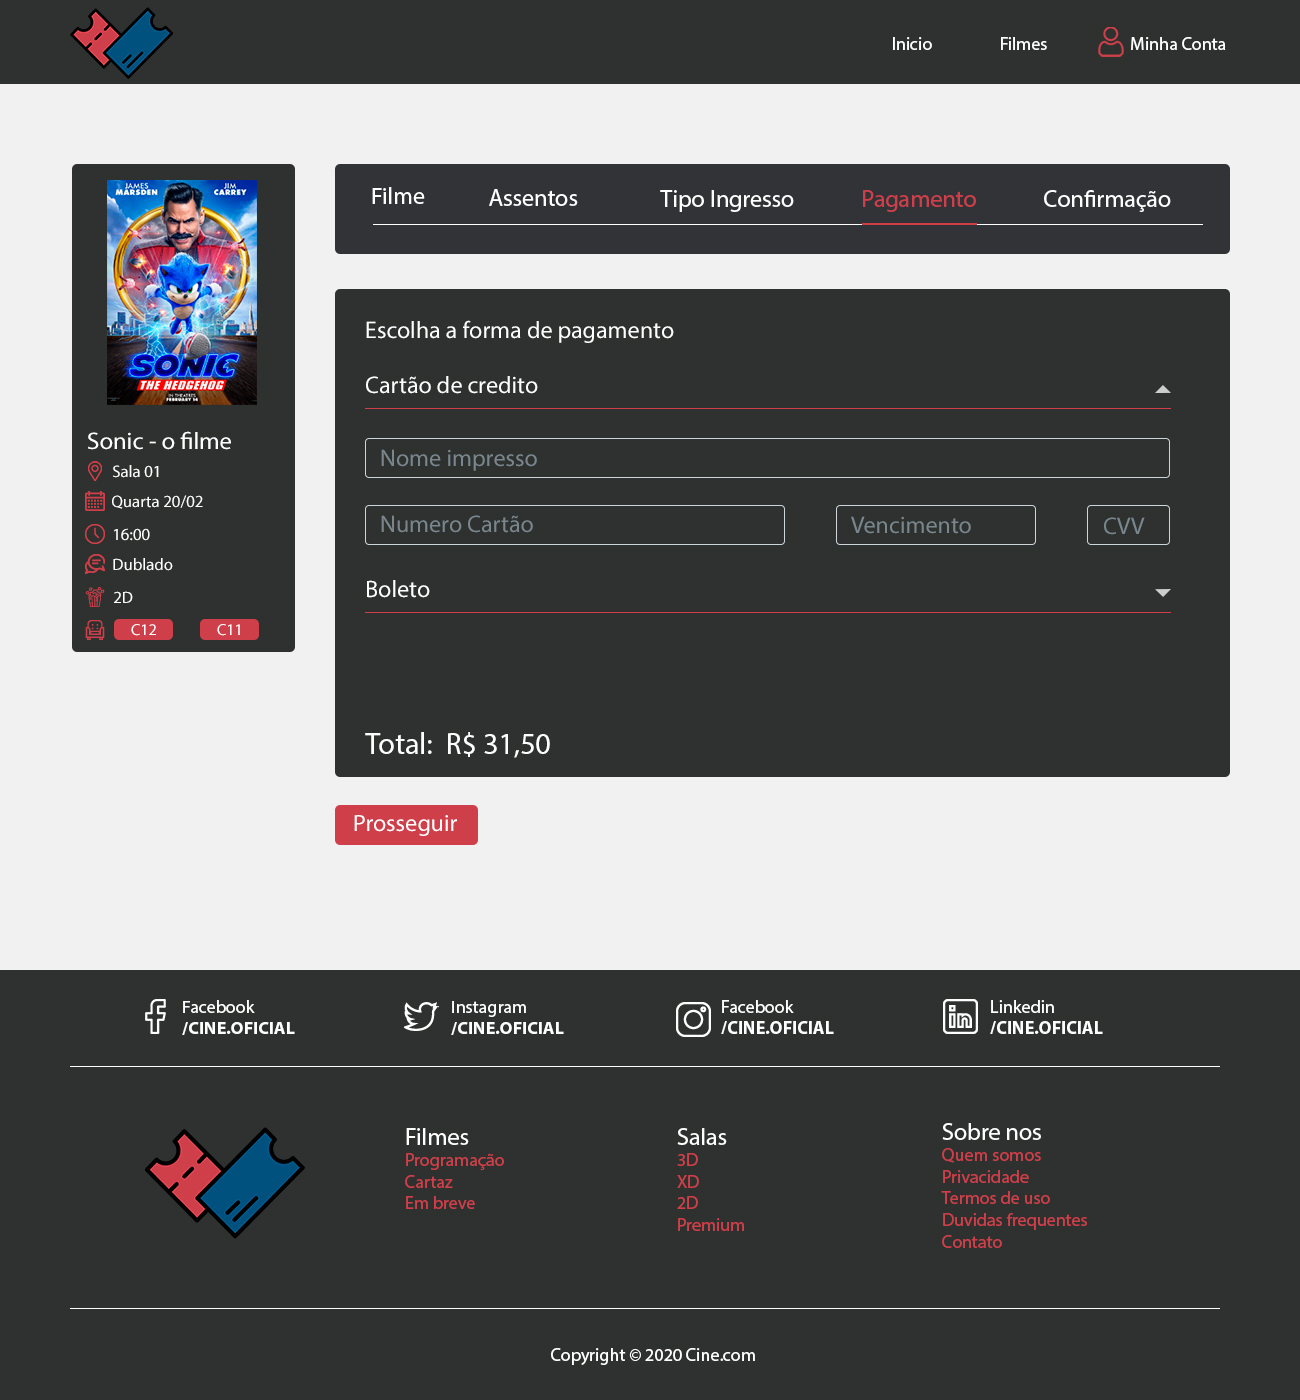 Inicio
Filmes
Minha Conta
JAMES MARSDEN
JIM CARREY
SONIC
THE HEDGEHOG
IN THEATRES
FEBRUARY 14
Sonic - o filme
Sala 01
Quarta 20/02
16:00
Dublado
2D
C12 C11
Filme
Assentos
Tipo Ingresso
Pagamento
Confirmação
Escolha a forma de pagamento
Cartão de credito
Nome impresso
Numero Cartão
Vencimento
CVV
Boleto
Total: R$ 31,50
Prosseguir
Facebook
/CINE.OFICIAL
Instagram
/CINE.OFICIAL
Facebook
/CINE.OFICIAL
Linkedin
/CINE.OFICIAL
Filmes
Programação
Cartaz
Em breve
Salas
3D
XD
2D
Premium
Sobre nos
Quem somos
Privacidade
Termos de uso
Duvidas frequentes
Contato
Copyright © 2020 Cine.com